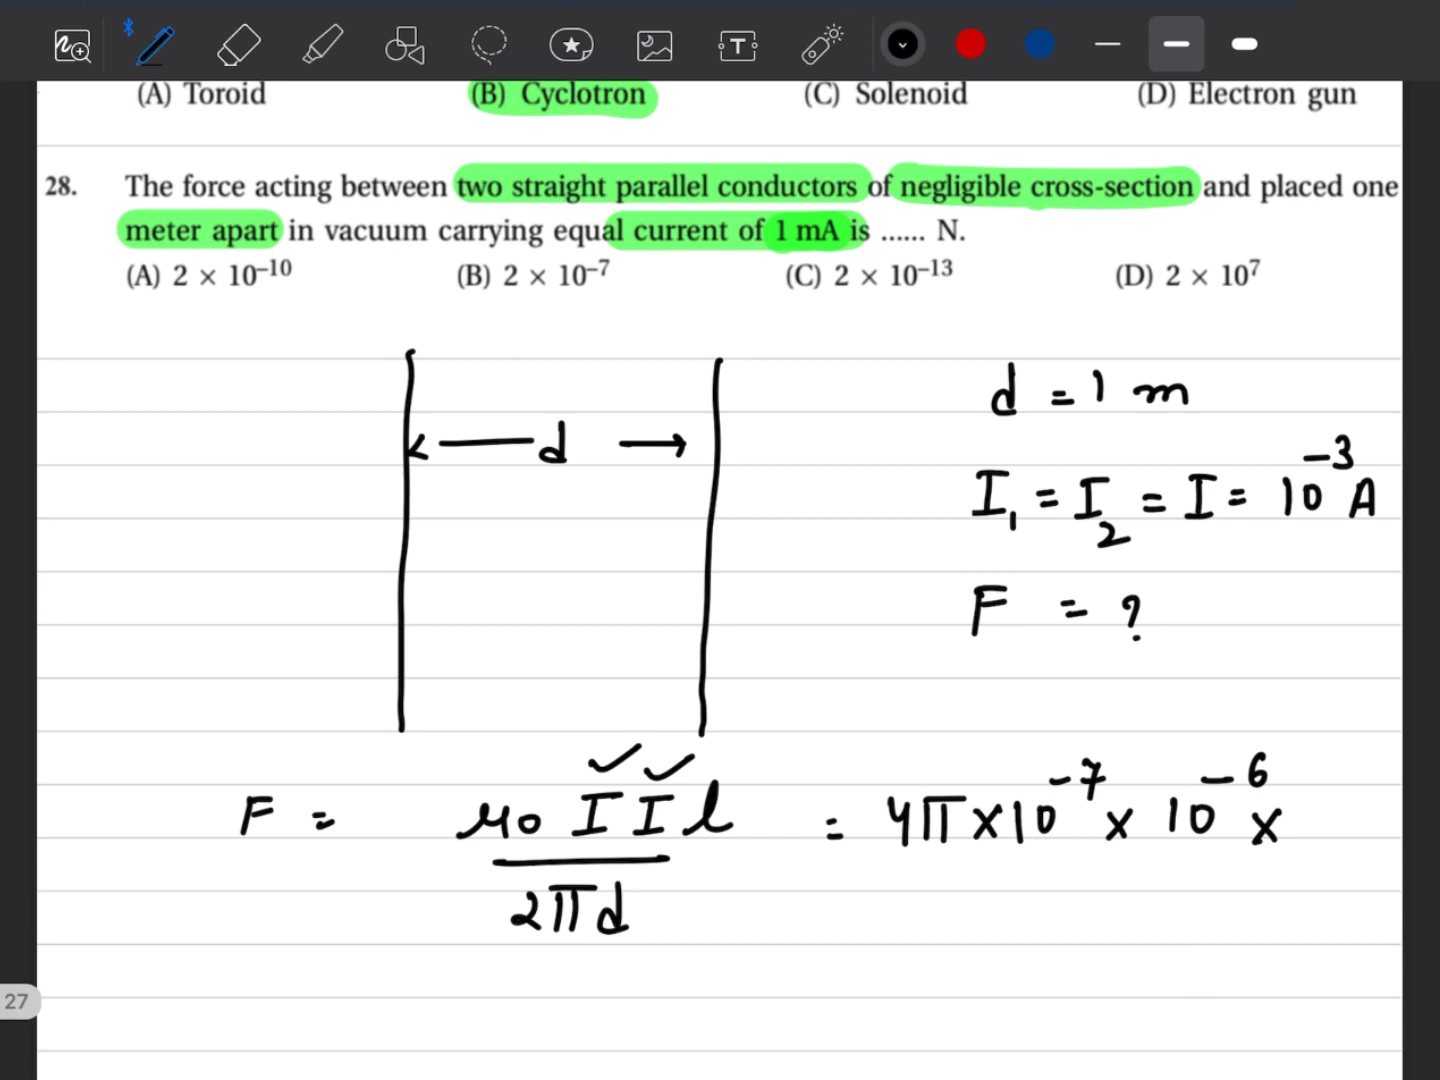 (A) Toroid (B) Cyclotron (C) Solenoid (D) Electron gun
28. The force acting between two straight parallel conductors of negligible cross-section and placed one
meter apart in vacuum carrying equal current of 1 mA is ...... N.
(A) 2 × 10⁻¹⁰ (B) 2 × 10⁻⁷ (C) 2 × 10⁻¹³ (D) 2 × 10⁷
d = 1 m
d
I₁ = I₂ = I = 10⁻³ A
F = ?
F = μ₀ I I l / 2πd = 4π×10⁻⁷ × 10⁻⁶ ×
27
T